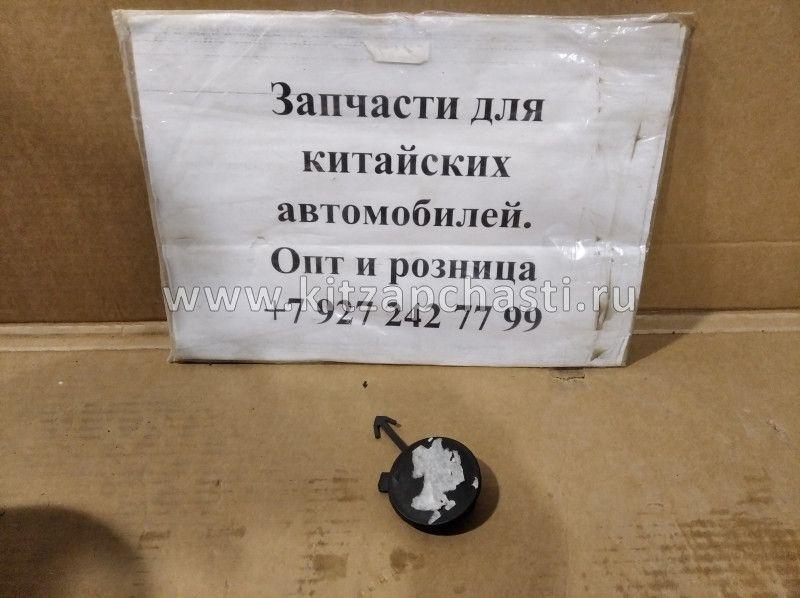 Запчасти для
китайских
автомобилей.
Опт и розница
www.kitzapchasti.ru
+7 927 242 77 99